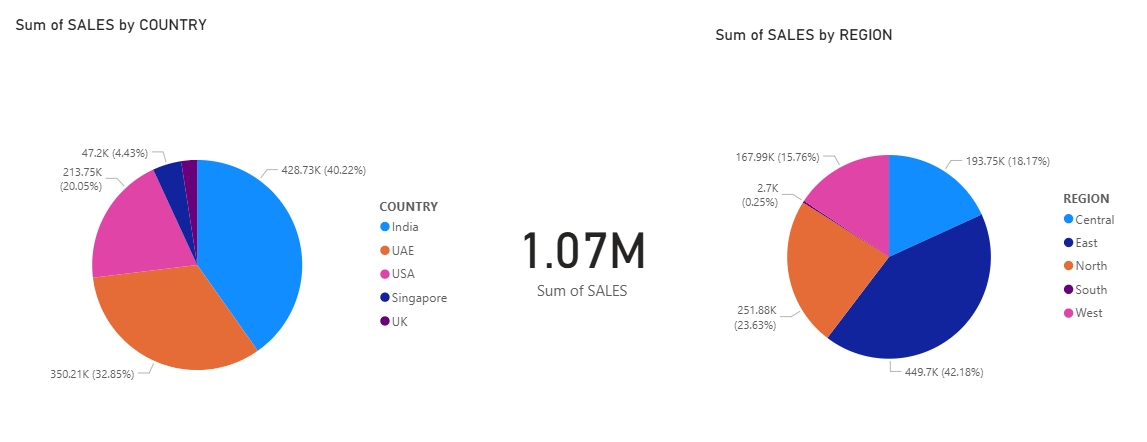 Sum of SALES by COUNTRY
47.2K (4.43%)
213.75K
(20.05%)
428.73K (40.22%)
350.21K (32.85%)
COUNTRY
India
UAE
USA
Singapore
UK
1.07M
Sum of SALES
Sum of SALES by REGION
167.99K (15.76%)
2.7K
(0.25%)
193.75K (18.17%)
251.88K
(23.63%)
449.7K (42.18%)
REGION
Central
East
North
South
West